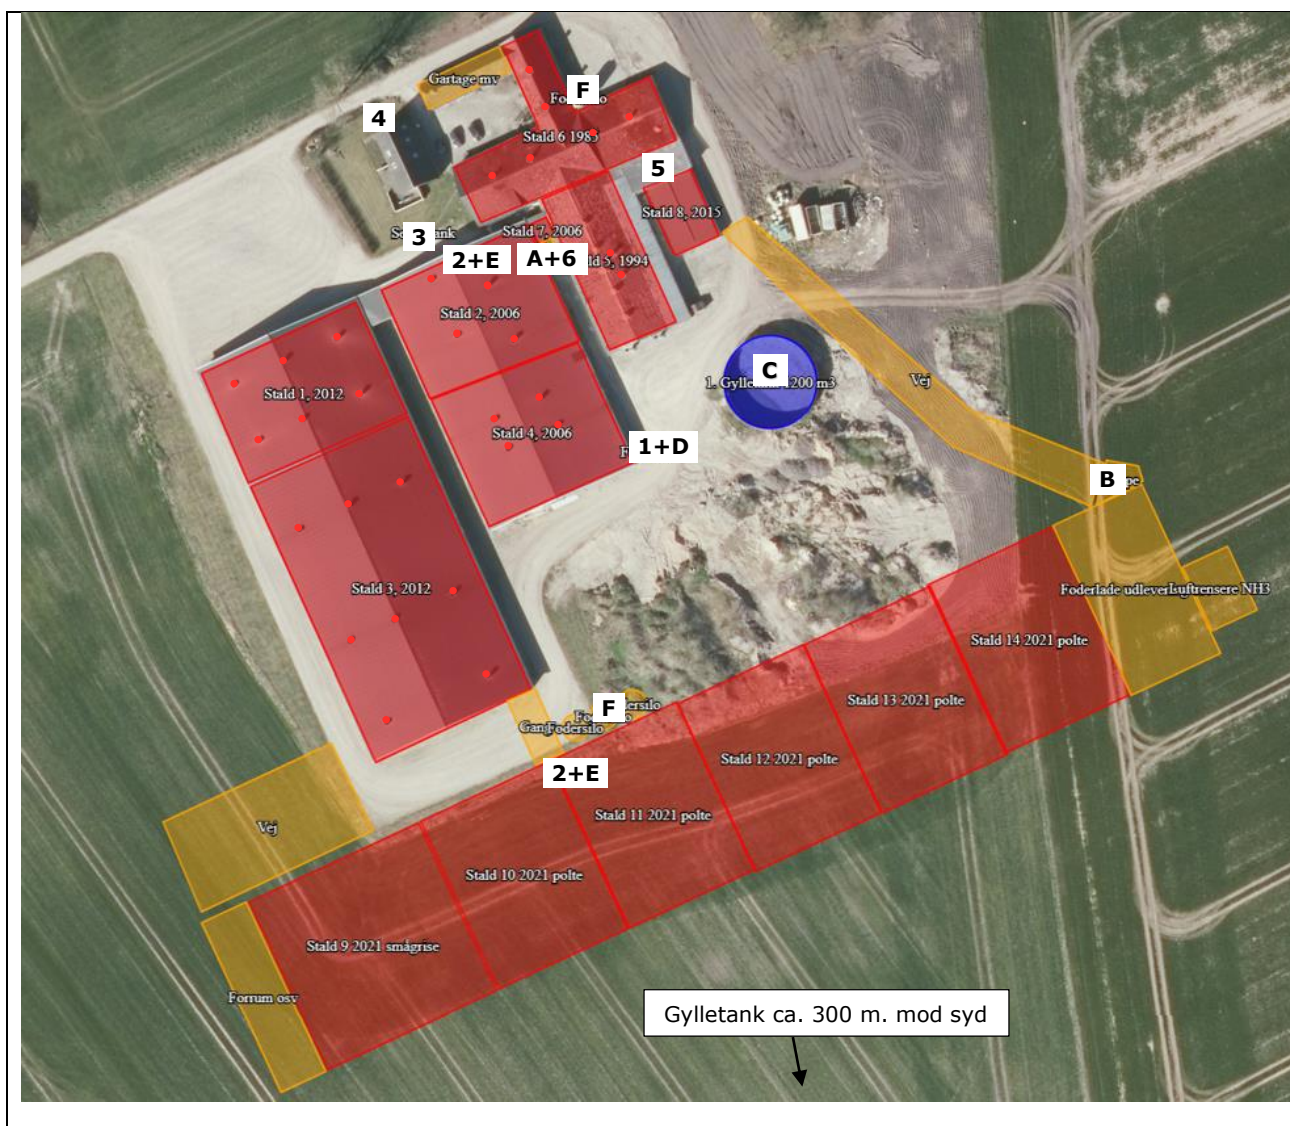 Gartage mv
F
4
Stald 6 1985
5
Stald 8, 2015
3
Stald 7, 2006
2+E
A+6
5, 1994
Stald 2, 2006
C
1.
m3
Vej
Stald 1, 2012
Stald 4, 2006
1+D
B
Stald 3, 2012
Foderlade
Luftrensere NH3
Stald 14 2021 polte
Stald 13 2021 polte
F
Fodersilo
Stald 12 2021 polte
2+E
Stald 11 2021 polte
Vej
Stald 10 2021 polte
Stald 9 2021 smågrise
Forrum osv
Gylletank ca. 300 m. mod syd